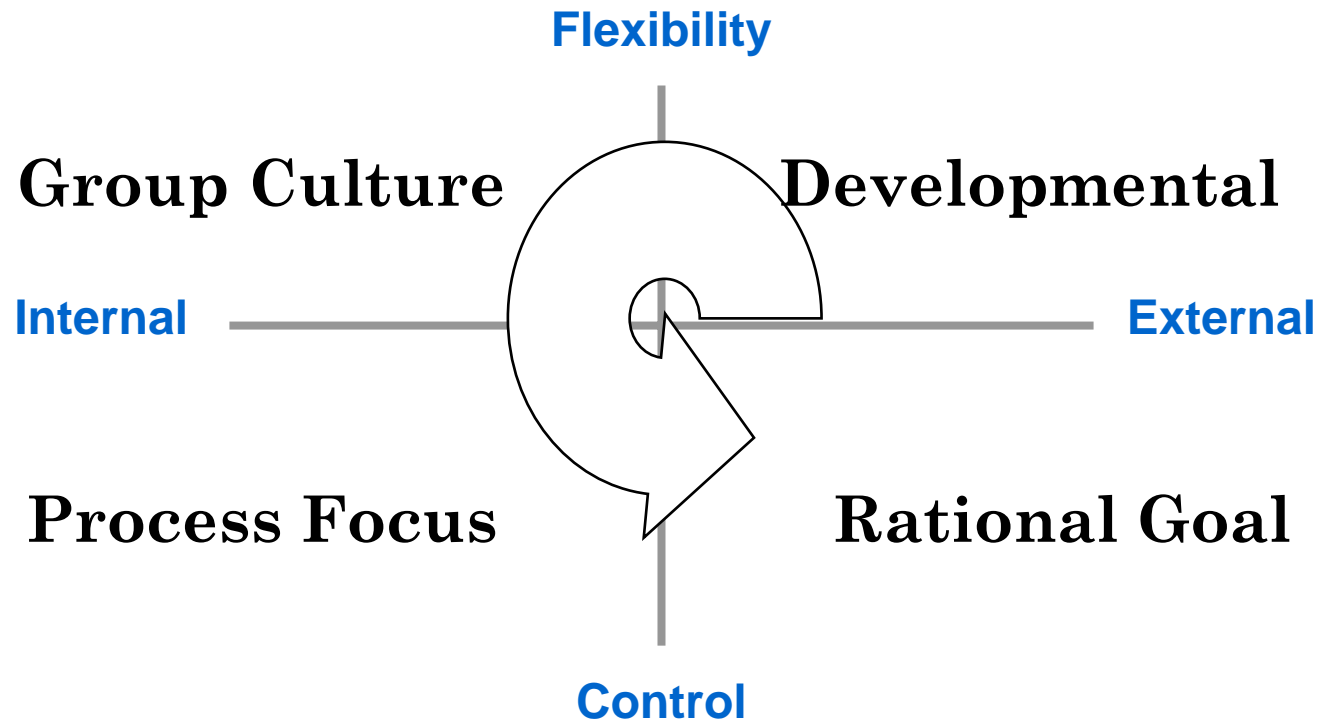 Flexibility
Group Culture
Developmental
Internal
External
Process Focus
Rational Goal
Control